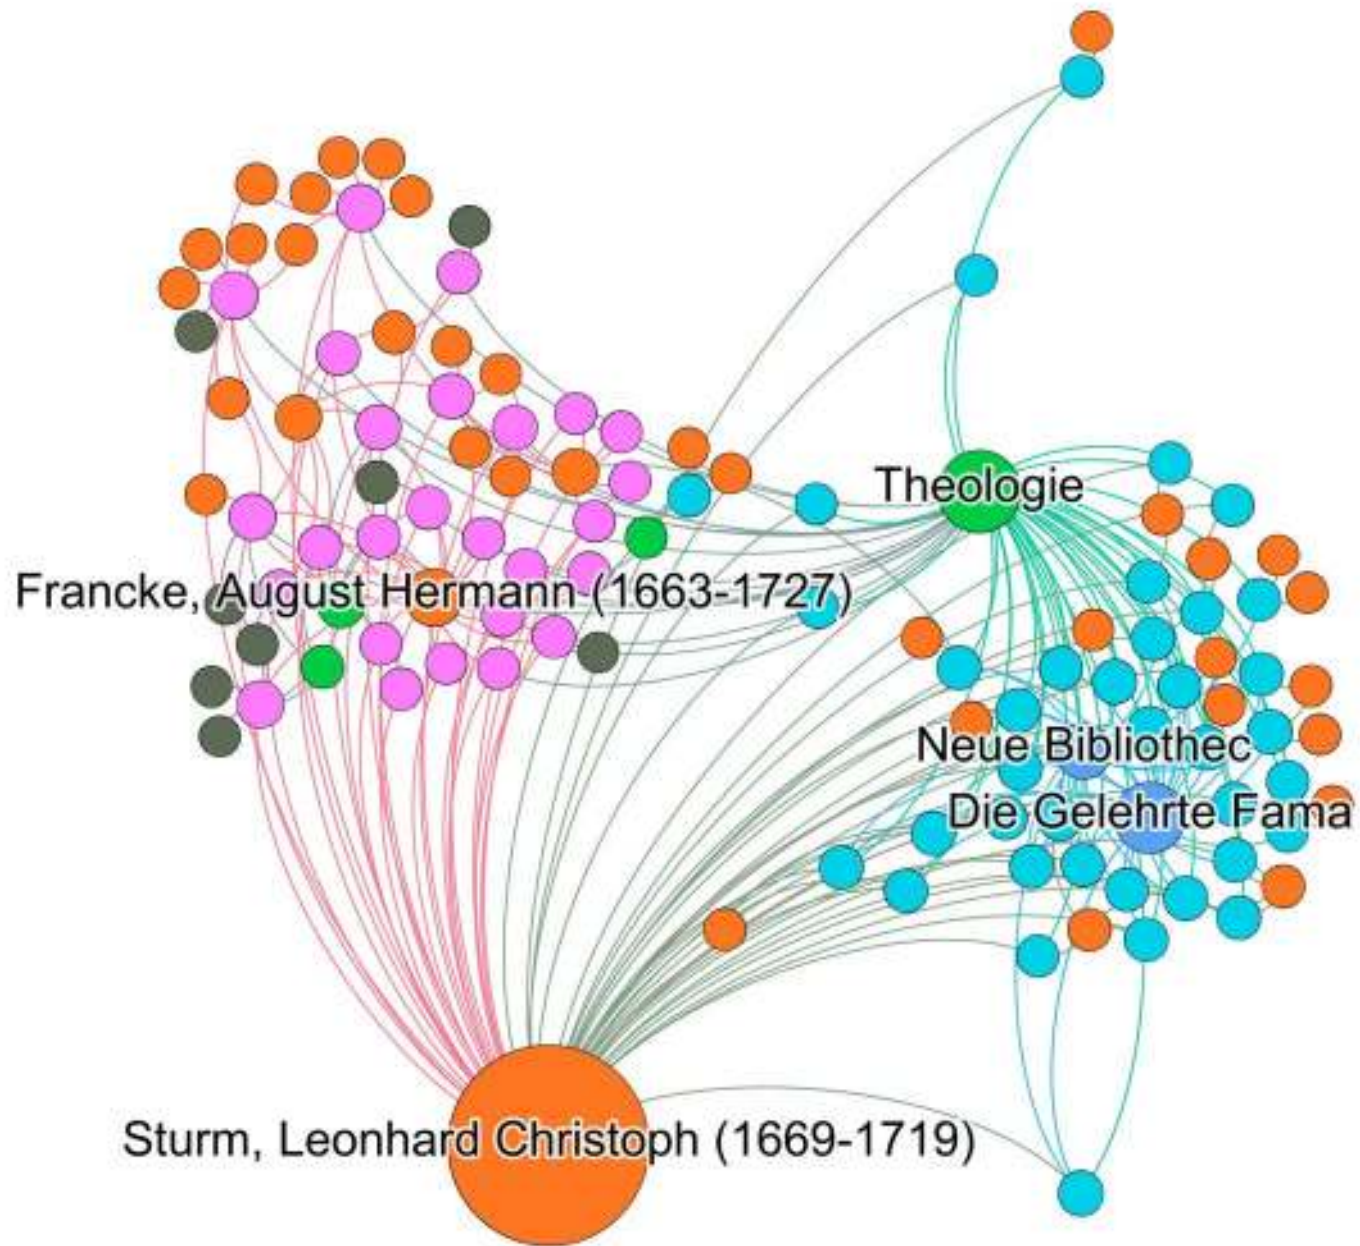 Theologie
Francke, August Hermann (1663-1727)
Neue Bibliothec
Die Gelehrte Fama
Sturm, Leonhard Christoph (1669-1719)